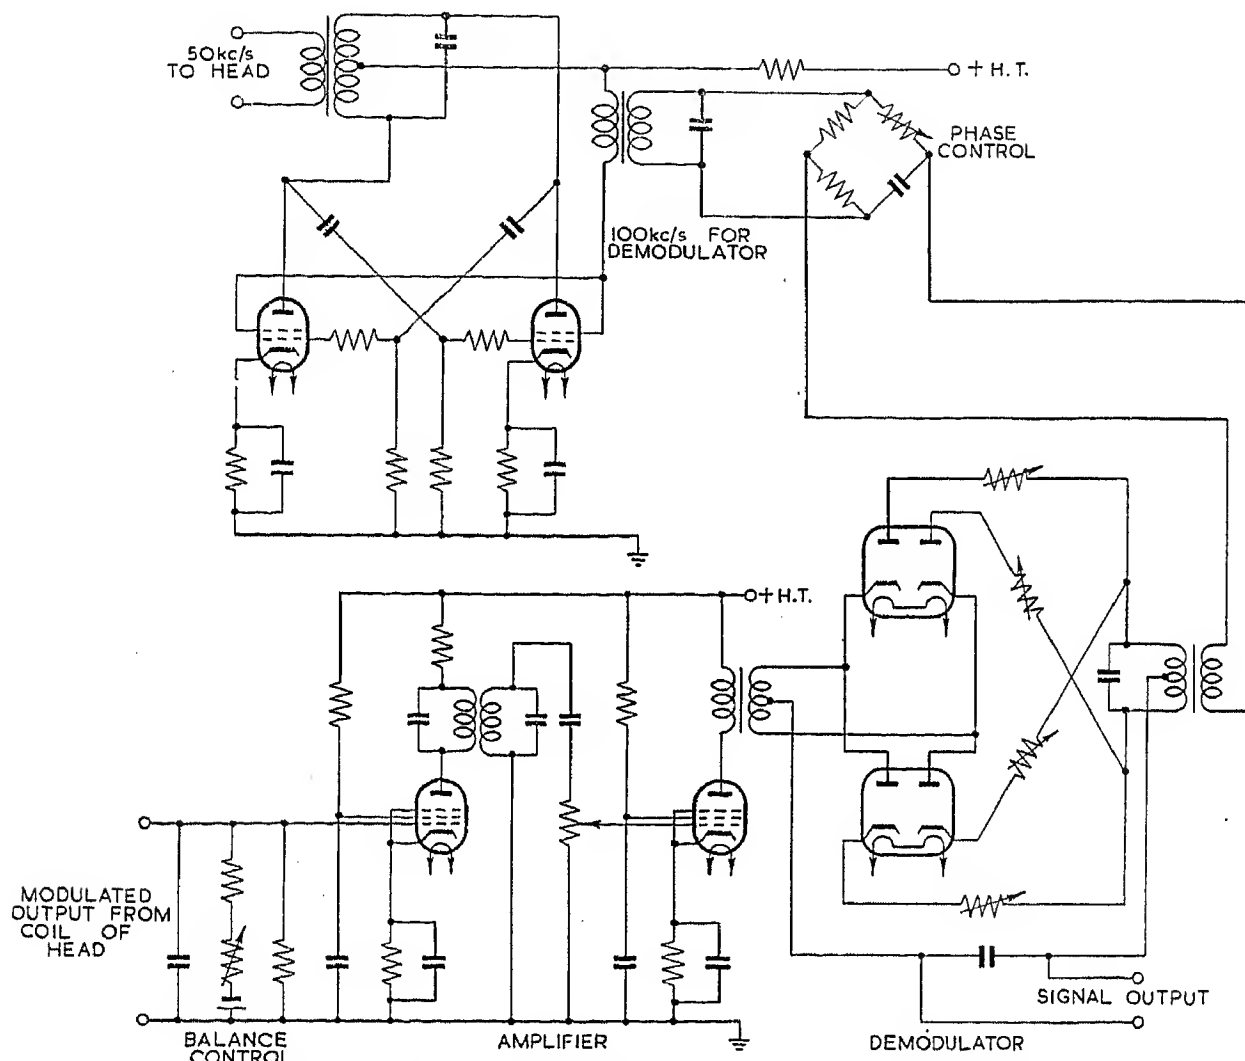 50kc/s
TO HEAD
+ H.T.
PHASE
CONTROL
100kc/s FOR
DEMODULATOR
+ H.T.
MODULATED
OUTPUT FROM
COIL OF
HEAD
BALANCE
CONTROL
AMPLIFIER
DEMODULATOR
SIGNAL OUTPUT